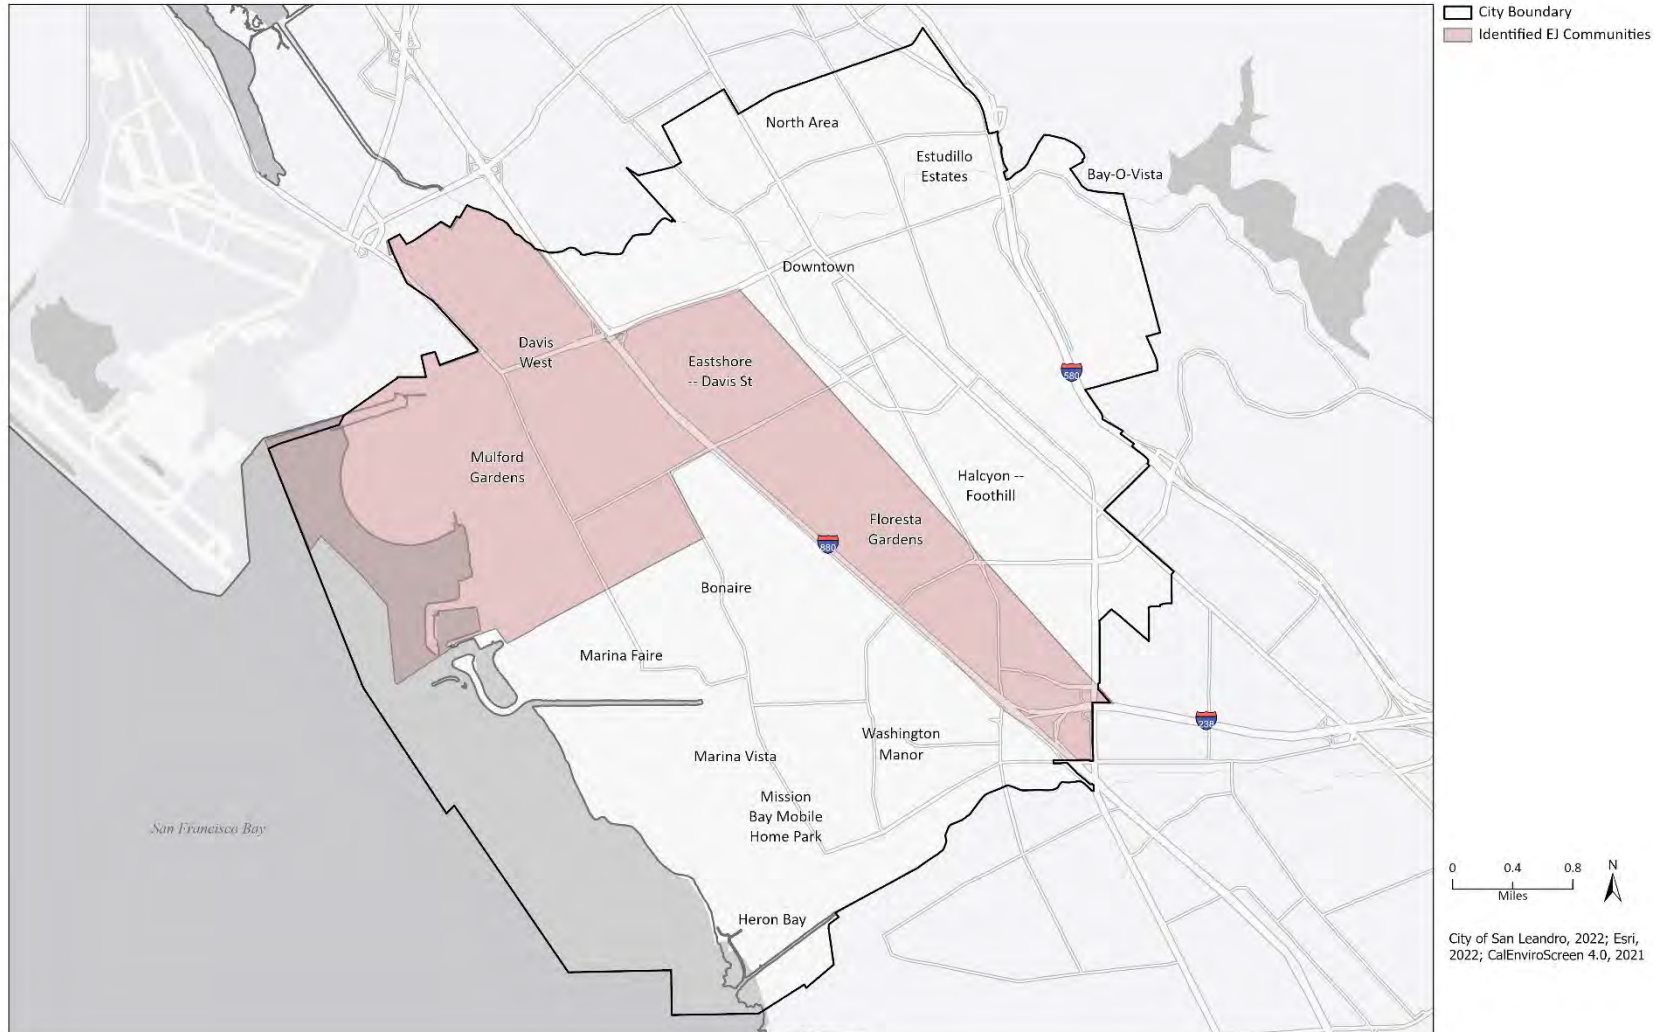 City Boundary
Identified EJ Communities
North Area
Estudillo
Estates
Bay-O-Vista
Downtown
Davis
West
Eastshore
-- Davis St
580
Mulford
Gardens
Halcyon --
Foothill
Floresta
Gardens
880
Bonaire
Marina Faire
238
Washington
Manor
Marina Vista
Mission
Bay Mobile
Home Park
San Francisco Bay
Heron Bay
0 0.4 0.8
Miles
N
City of San Leandro, 2022; Esri,
2022; CalEnviroScreen 4.0, 2021